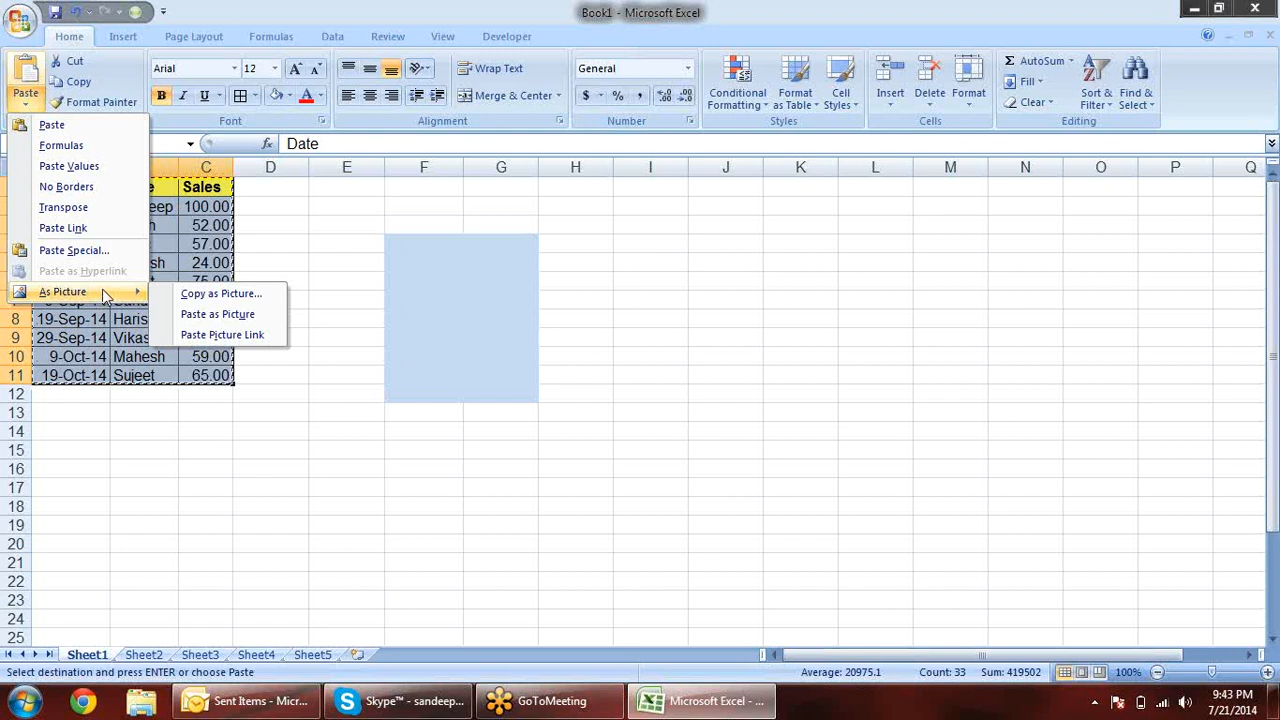 Book1 - Microsoft Excel
Home Insert Page Layout Formulas Data Review View Developer
Paste
Cut
Copy
Format Painter
Arial 12
B I U
Font
Wrap Text
Merge & Center
Alignment
General
$ % ,
Number
Conditional Formatting
Format as Table
Cell Styles
Styles
Insert Delete Format
Cells
Σ AutoSum
Fill
Clear
Sort & Filter
Find & Select
Editing
fx Date
Paste
Formulas
Paste Values
No Borders
Transpose
Paste Link
Paste Special...
Paste as Hyperlink
As Picture
Copy as Picture...
Paste as Picture
Paste Picture Link
C D E F G H I J K L M N O P Q
e Sales
eep 100.00
h 52.00
57.00
sh 24.00
75.00
8 19-Sep-14 Haris
9 29-Sep-14 Vikas
10 9-Oct-14 Mahesh 59.00
11 19-Oct-14 Sujeet 65.00
12
13
14
15
16
17
18
19
20
21
22
23
24
25
Sheet1 Sheet2 Sheet3 Sheet4 Sheet5
Select destination and press ENTER or choose Paste
Average: 20975.1 Count: 33 Sum: 419502 100%
Sent Items - Micr...
Skype™ - sandeep...
GoToMeeting
Microsoft Excel - ...
9:43 PM
7/21/2014